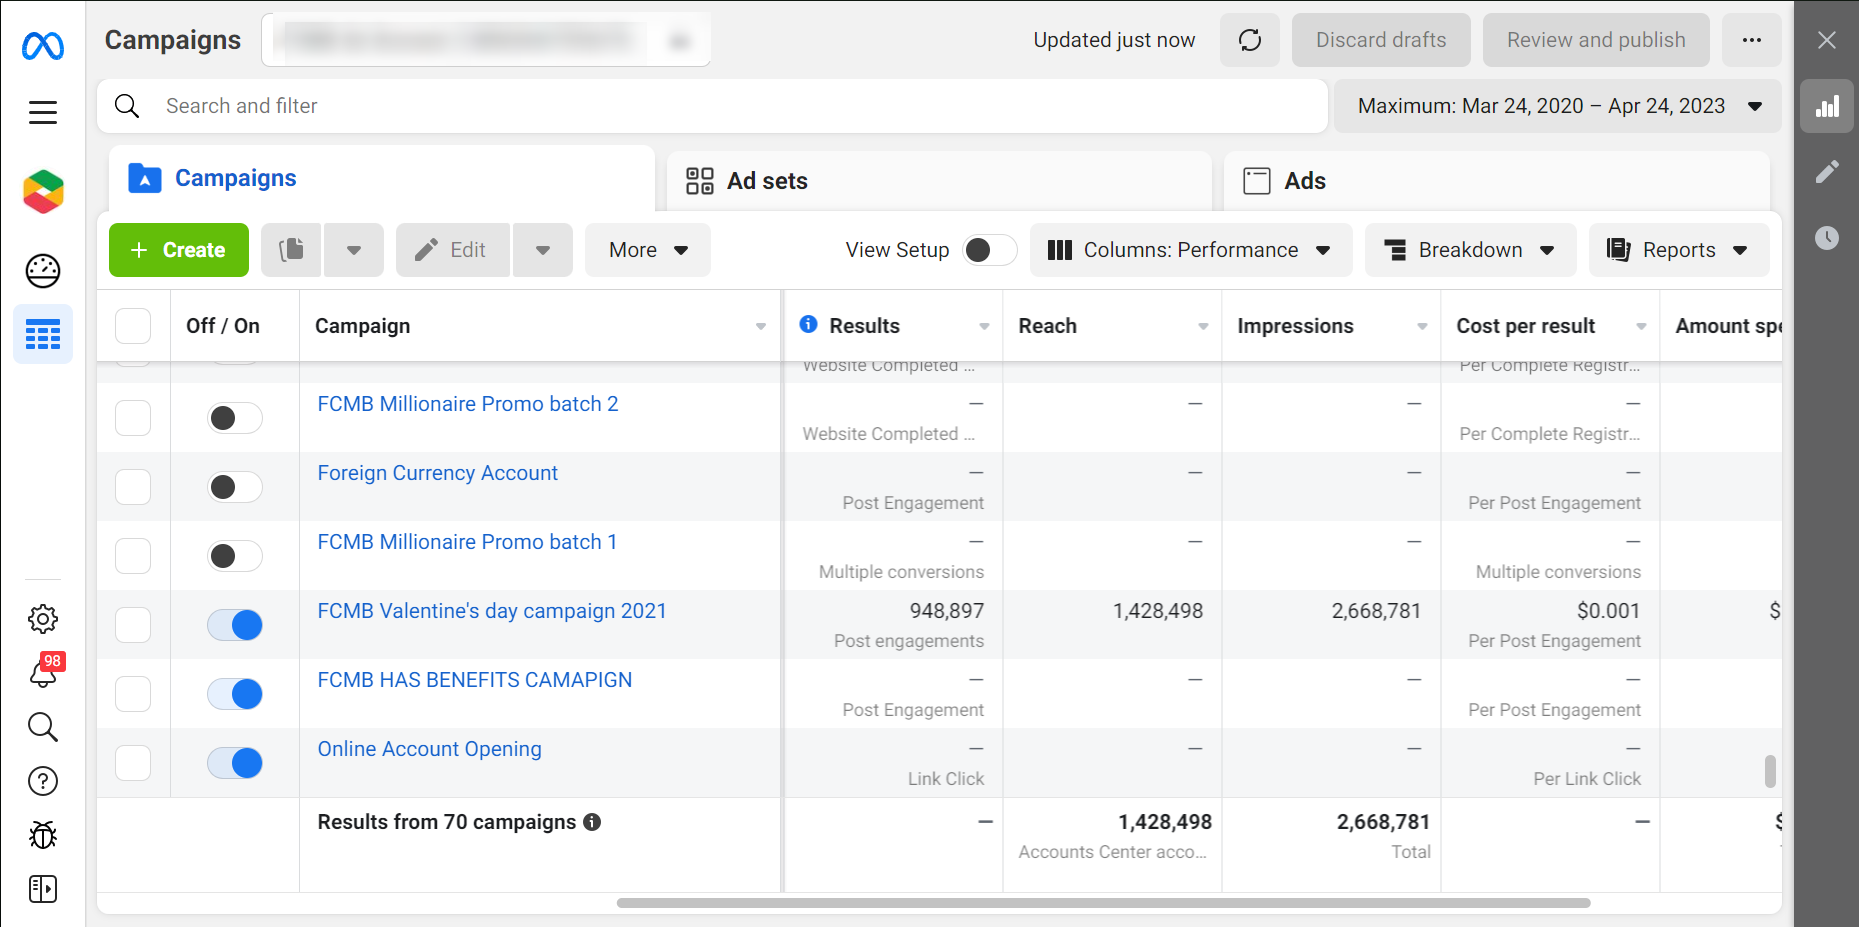 Campaigns
Updated just now
Discard drafts
Review and publish
Search and filter
Maximum: Mar 24, 2020 – Apr 24, 2023
Campaigns
Ad sets
Ads
+ Create
Edit
More
View Setup
Columns: Performance
Breakdown
Reports
Off / On
Campaign
Results
Reach
Impressions
Cost per result
Amount spe
Website Completed ...
Per Complete Registr...
FCMB Millionaire Promo batch 2
— — — —
Website Completed ...
Per Complete Registr...
Foreign Currency Account
— — — —
Post Engagement
Per Post Engagement
FCMB Millionaire Promo batch 1
— — — —
Multiple conversions
Multiple conversions
FCMB Valentine's day campaign 2021
948,897
1,428,498
2,668,781
$0.001
$
Post engagements
Per Post Engagement
FCMB HAS BENEFITS CAMAPIGN
— — — —
Post Engagement
Per Post Engagement
Online Account Opening
— — — —
Link Click
Per Link Click
Results from 70 campaigns
—
1,428,498
2,668,781
—
$
Accounts Center acco...
Total
98